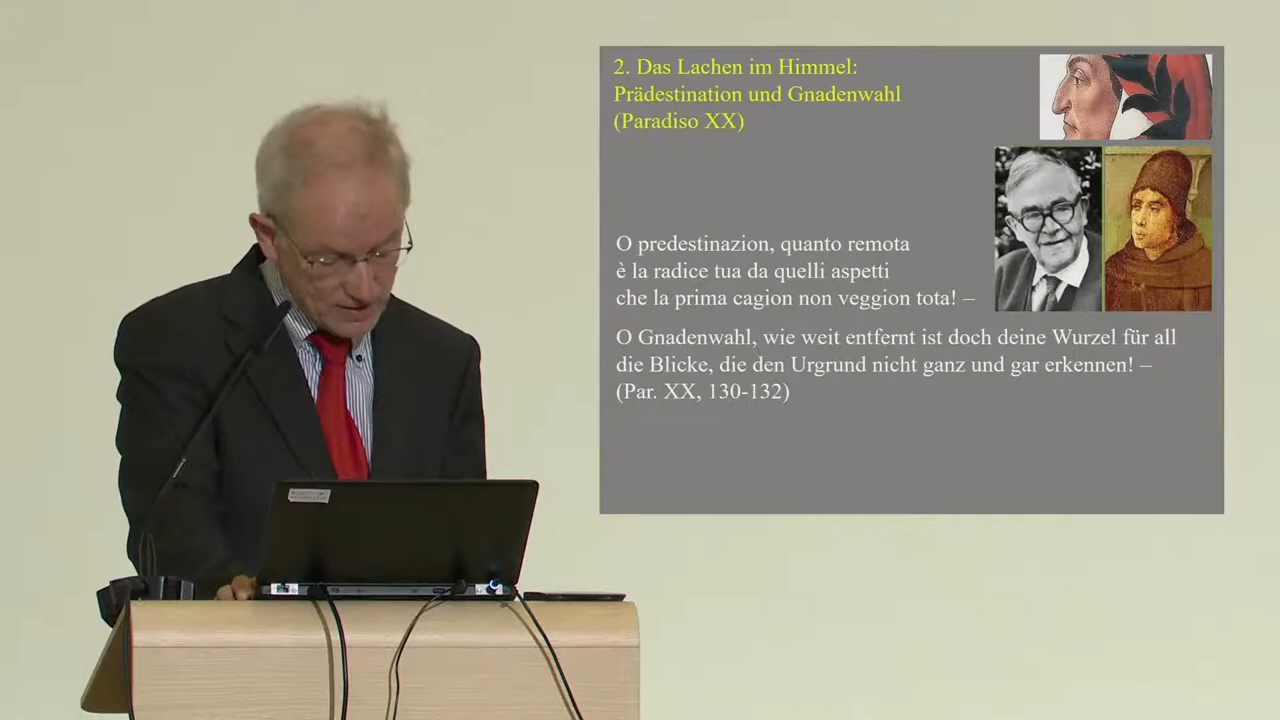 2. Das Lachen im Himmel:
Prädestination und Gnadenwahl
(Paradiso XX)
O predestinazion, quanto remota
è la radice tua da quelli aspetti
che la prima cagion non veggion tota! –
O Gnadenwahl, wie weit entfernt ist doch deine Wurzel für all
die Blicke, die den Urgrund nicht ganz und gar erkennen! –
(Par. XX, 130-132)